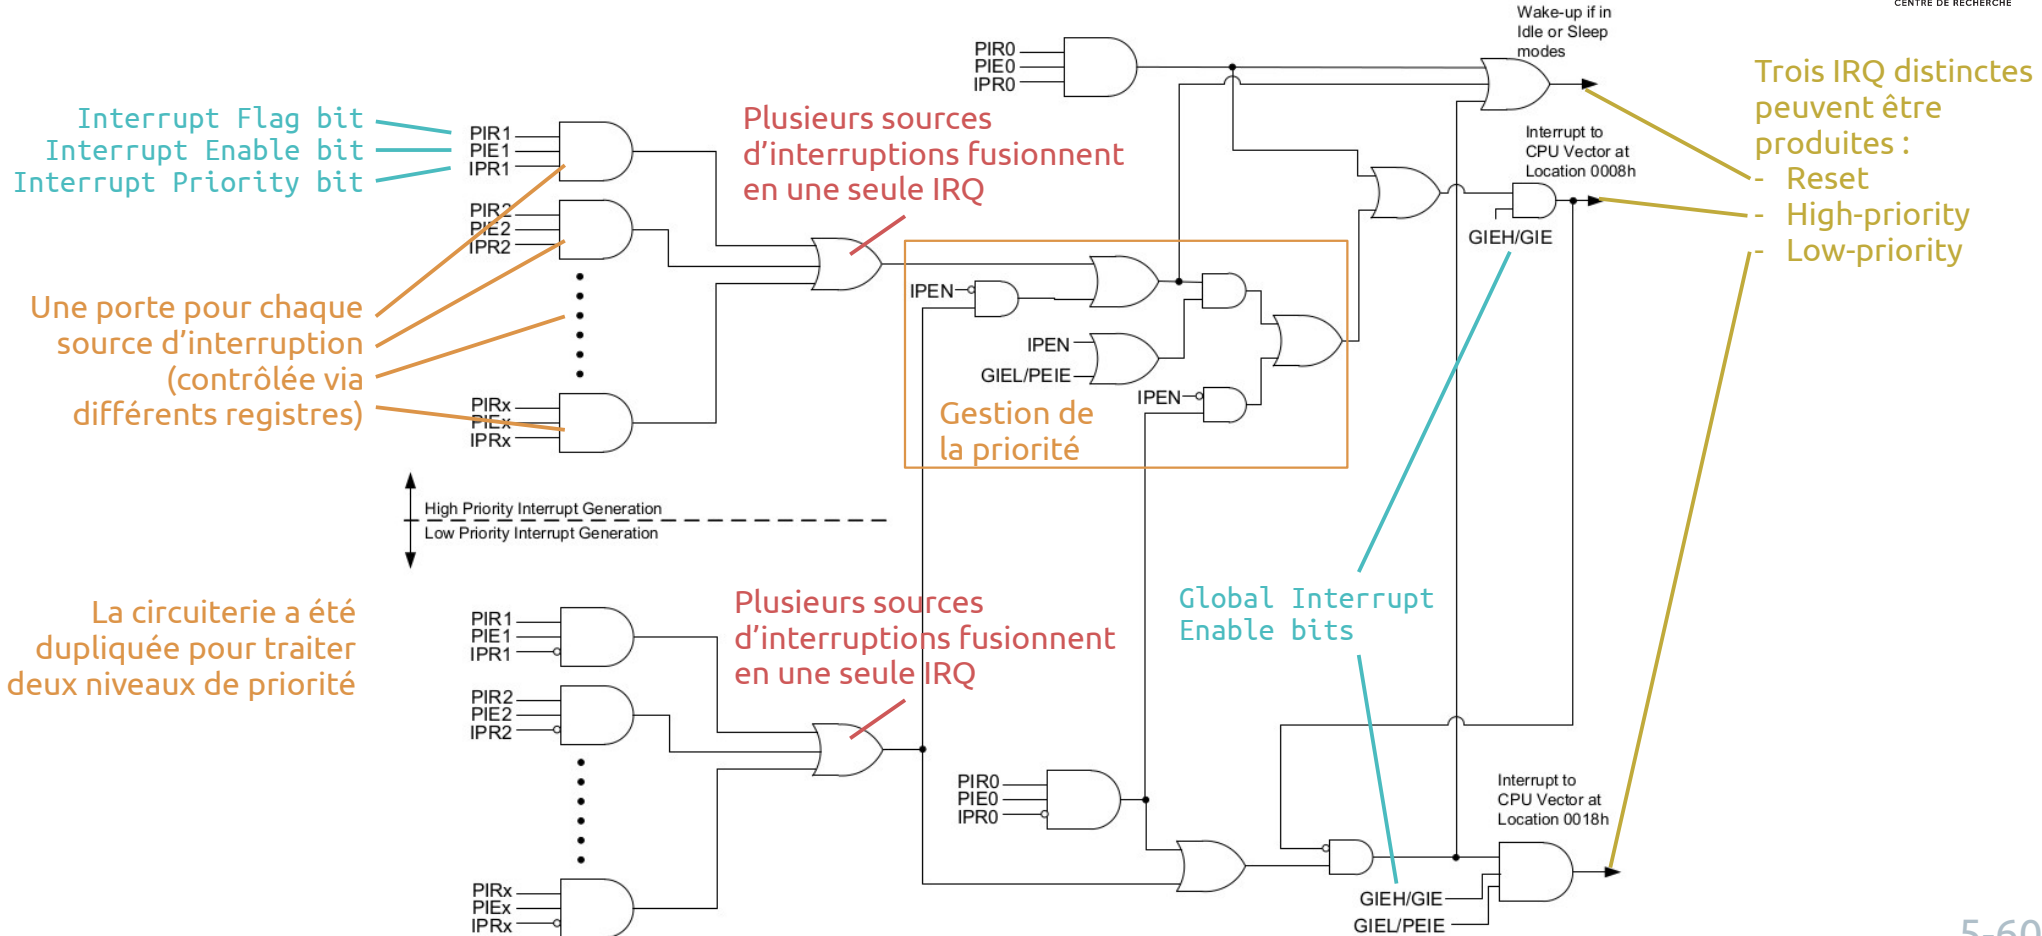 CENTRE DE RECHERCHE
Wake-up if in
Idle or Sleep
modes
PIR0
PIE0
IPR0
Trois IRQ distinctes
peuvent être
produites :
- Reset
- High-priority
- Low-priority
Interrupt Flag bit
Interrupt Enable bit
Interrupt Priority bit
PIR1
PIE1
IPR1
Plusieurs sources
d'interruptions fusionnent
en une seule IRQ
Interrupt to
CPU Vector at
Location 0008h
PIR2
PIE2
IPR2
GIEH/GIE
Une porte pour chaque
source d'interruption
(contrôlée via
différents registres)
IPEN
IPEN
GIEL/PEIE
IPEN
Gestion de
la priorité
PIRx
PIEx
IPRx
High Priority Interrupt Generation
Low Priority Interrupt Generation
La circuiterie a été
dupliquée pour traiter
deux niveaux de priorité
PIR1
PIE1
IPR1
Plusieurs sources
d'interruptions fusionnent
en une seule IRQ
Global Interrupt
Enable bits
PIR2
PIE2
IPR2
PIR0
PIE0
IPR0
Interrupt to
CPU Vector at
Location 0018h
PIRx
PIEx
IPRx
GIEH/GIE
GIEL/PEIE
5-60